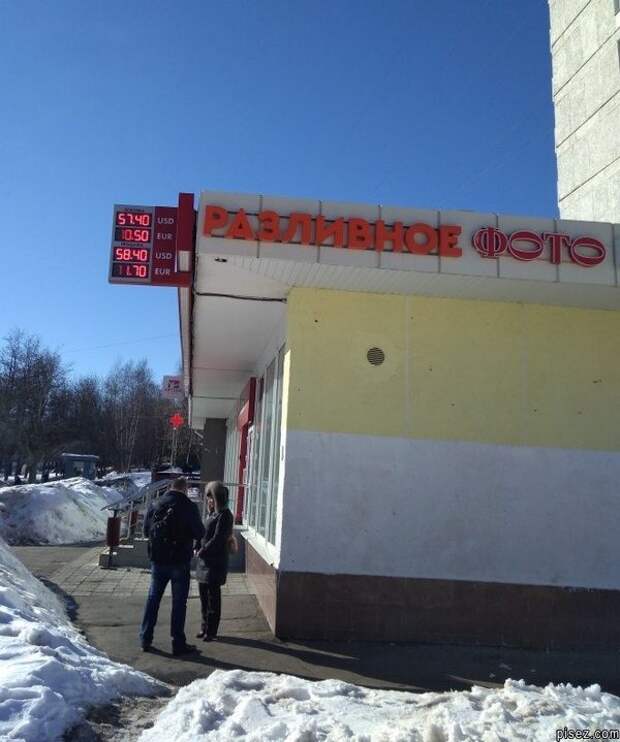 РАЗЛИВНОЕ ФОТО
57.40 USD
10.50 EUR
58.40 USD
11.70 EUR
pisez.com